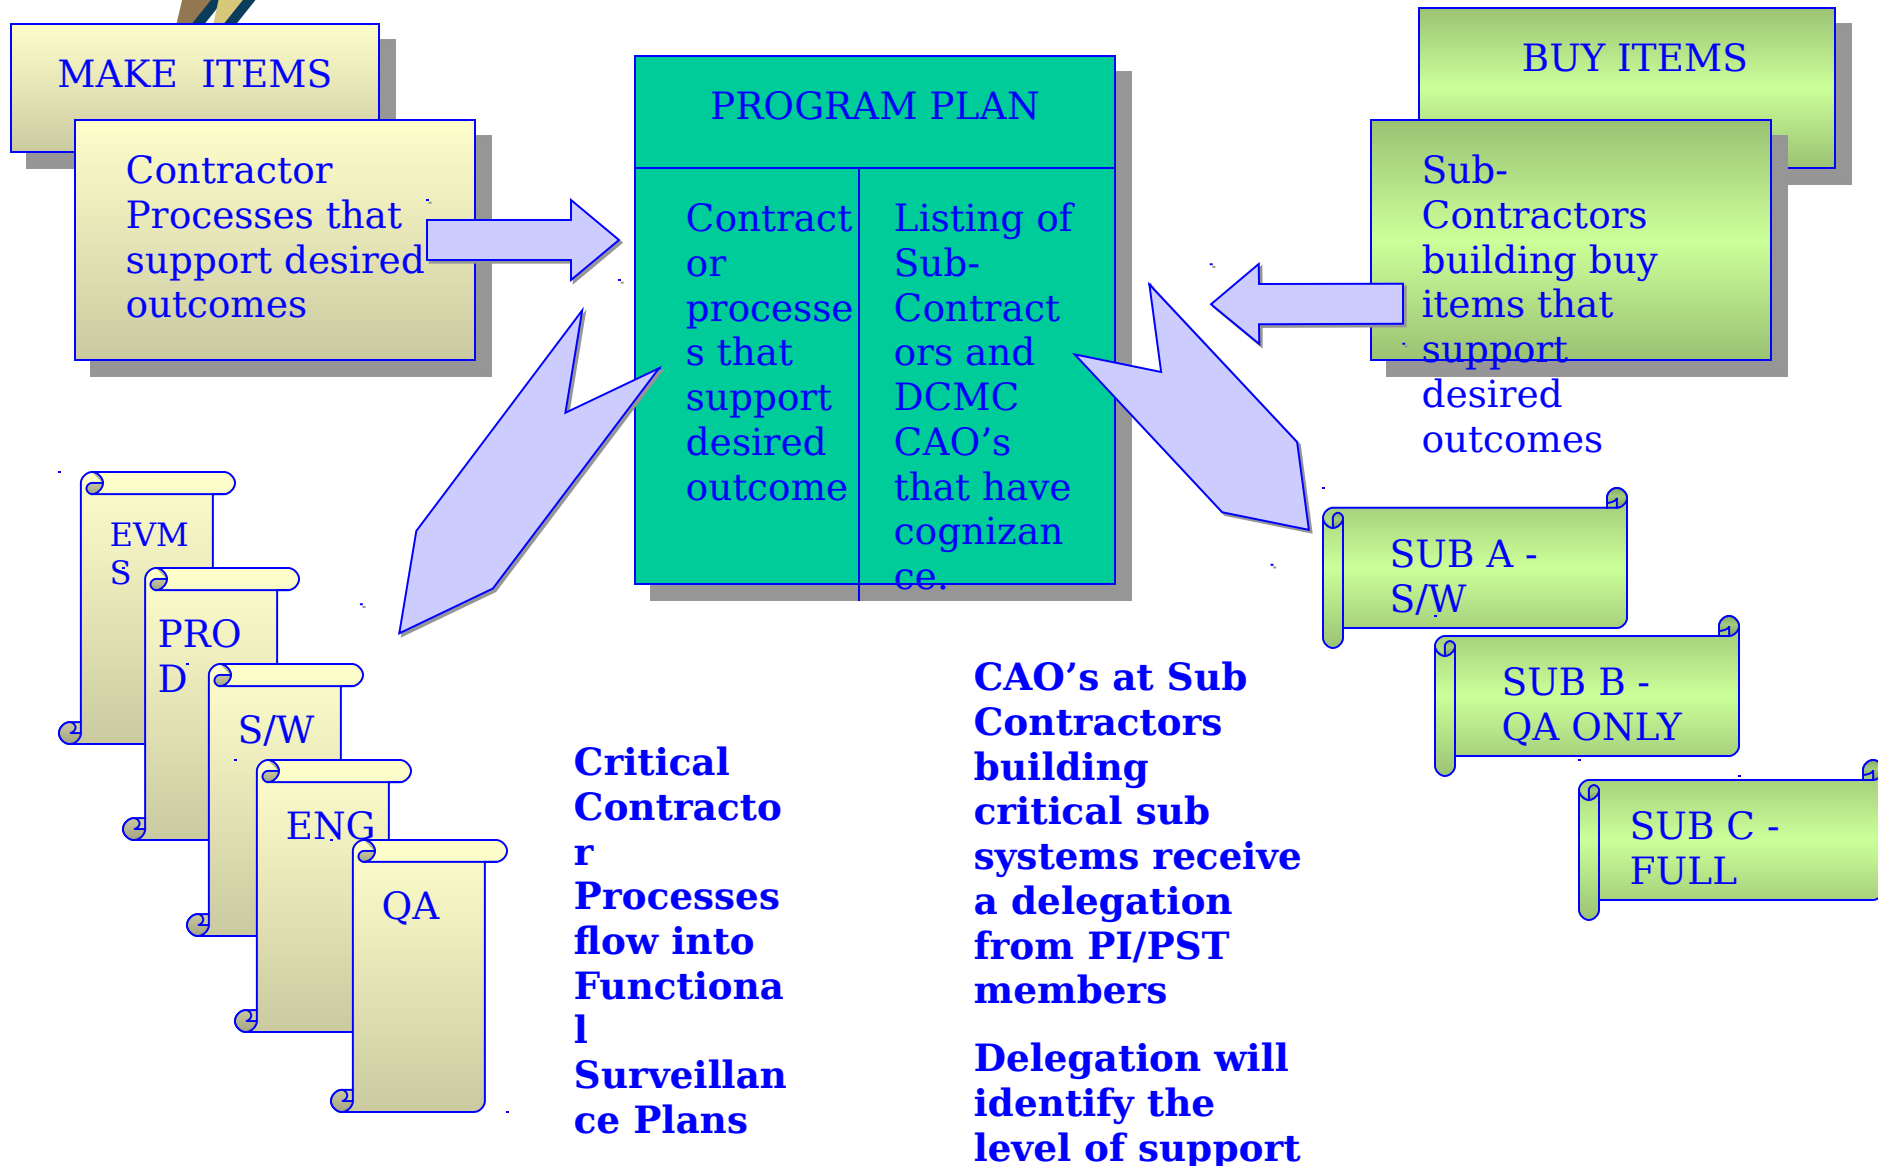 MAKE  ITEMS
Contractor
Processes that
support desired
outcomes
PROGRAM PLAN
Contract
or
processe
s that
support
desired
outcome
Listing of
Sub-
Contract
ors and
DCMC
CAO’s
that have
cognizan
ce.
BUY ITEMS
Sub-
Contractors
building buy
items that
support
desired
outcomes
EVM
S
PRO
D
S/W
ENG
QA
Critical
Contracto
r
Processes
flow into
Functiona
l
Surveillan
ce Plans
CAO’s at Sub
Contractors
building
critical sub
systems receive
a delegation
from PI/PST
members
Delegation will
identify the
level of support
SUB A -
S/W
SUB B -
QA ONLY
SUB C -
FULL